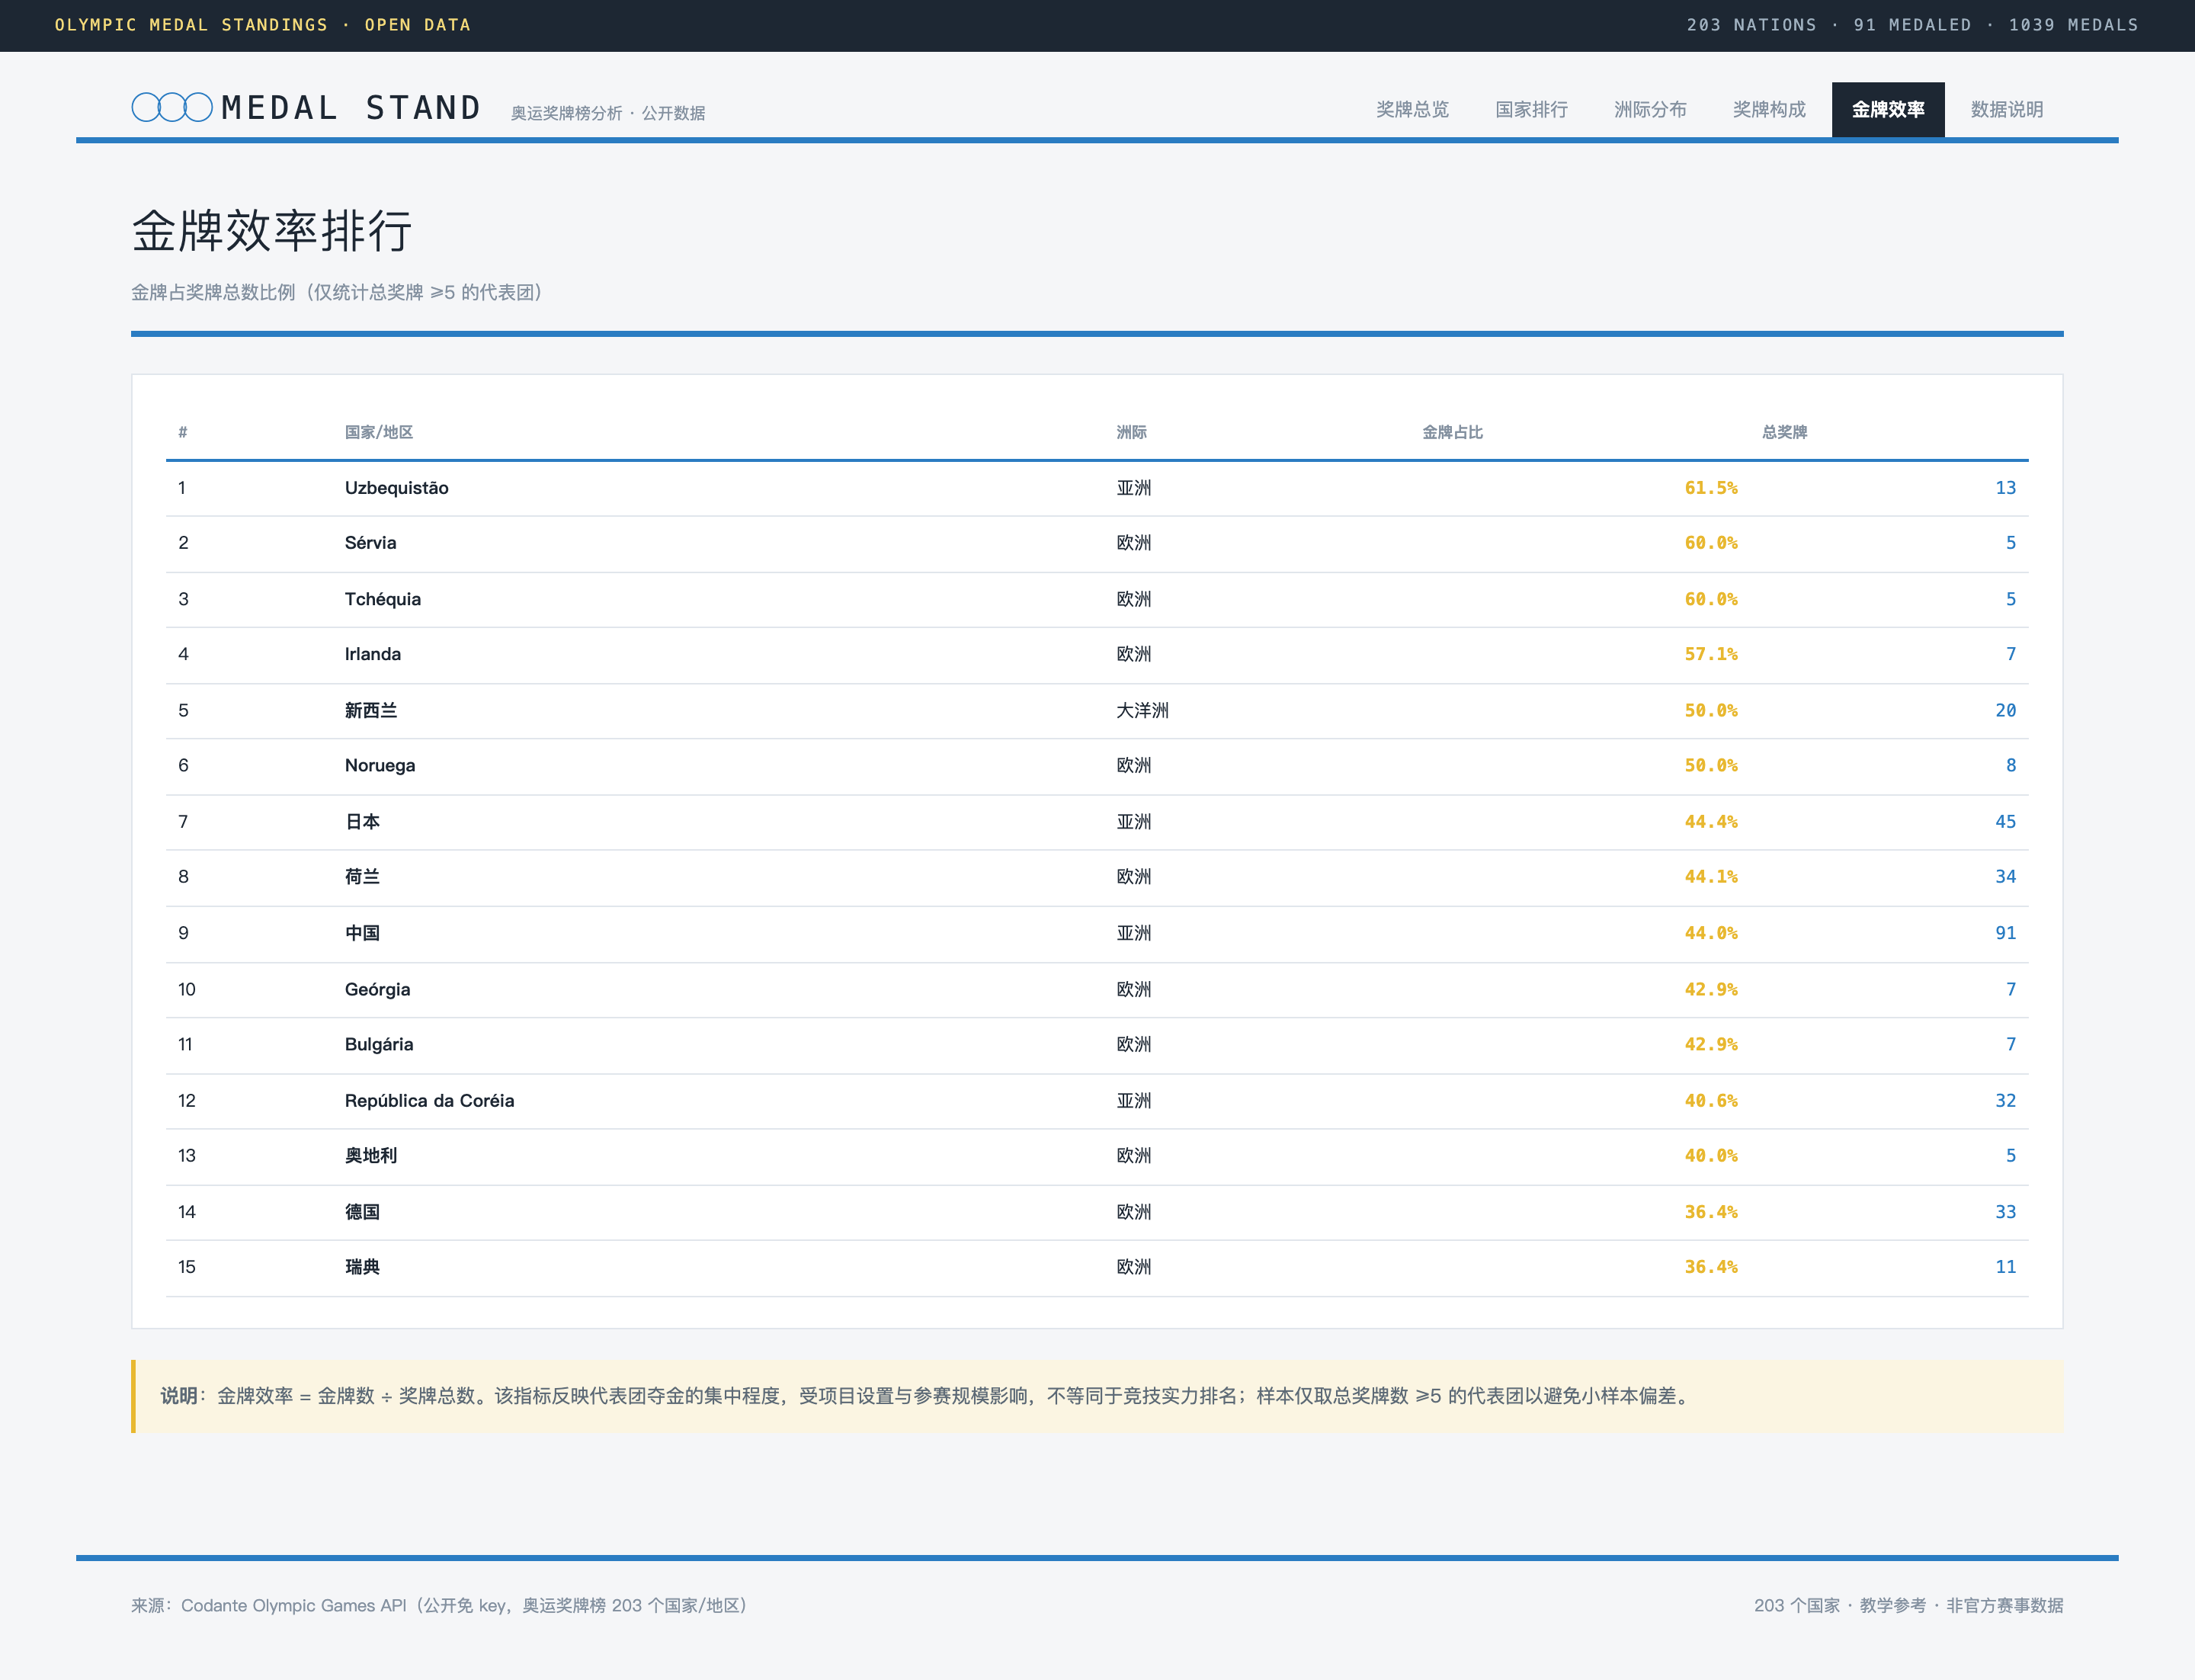 OLYMPIC MEDAL STANDINGS · OPEN DATA
203 NATIONS · 91 MEDALED · 1039 MEDALS
MEDAL STAND 奥运奖牌榜分析 · 公开数据
奖牌总览 国家排行 洲际分布 奖牌构成 金牌效率 数据说明
金牌效率排行
金牌占奖牌总数比例（仅统计总奖牌 ≥5 的代表团）
# 国家/地区 洲际 金牌占比 总奖牌
1 Uzbequistão 亚洲 61.5% 13
2 Sérvia 欧洲 60.0% 5
3 Tchéquia 欧洲 60.0% 5
4 Irlanda 欧洲 57.1% 7
5 新西兰 大洋洲 50.0% 20
6 Noruega 欧洲 50.0% 8
7 日本 亚洲 44.4% 45
8 荷兰 欧洲 44.1% 34
9 中国 亚洲 44.0% 91
10 Geórgia 欧洲 42.9% 7
11 Bulgária 欧洲 42.9% 7
12 República da Coréia 亚洲 40.6% 32
13 奥地利 欧洲 40.0% 5
14 德国 欧洲 36.4% 33
15 瑞典 欧洲 36.4% 11
说明：金牌效率 = 金牌数 ÷ 奖牌总数。该指标反映代表团夺金的集中程度，受项目设置与参赛规模影响，不等同于竞技实力排名；样本仅取总奖牌数 ≥5 的代表团以避免小样本偏差。
来源：Codante Olympic Games API（公开免 key，奥运奖牌榜 203 个国家/地区）
203 个国家 · 教学参考 · 非官方赛事数据